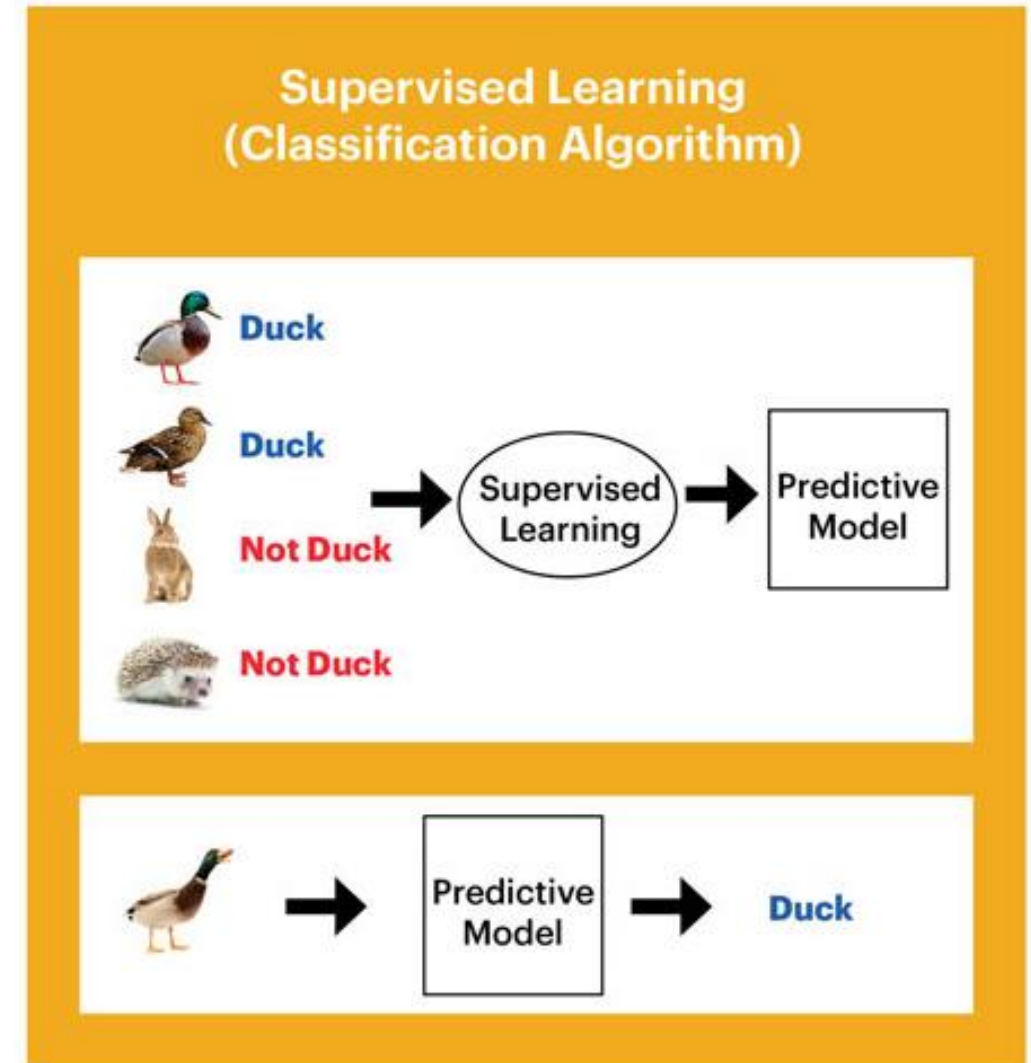 Supervised Learning
(Classification Algorithm)
Duck
Duck
Not Duck
Not Duck
Supervised
Learning
Predictive
Model
Predictive
Model
Duck